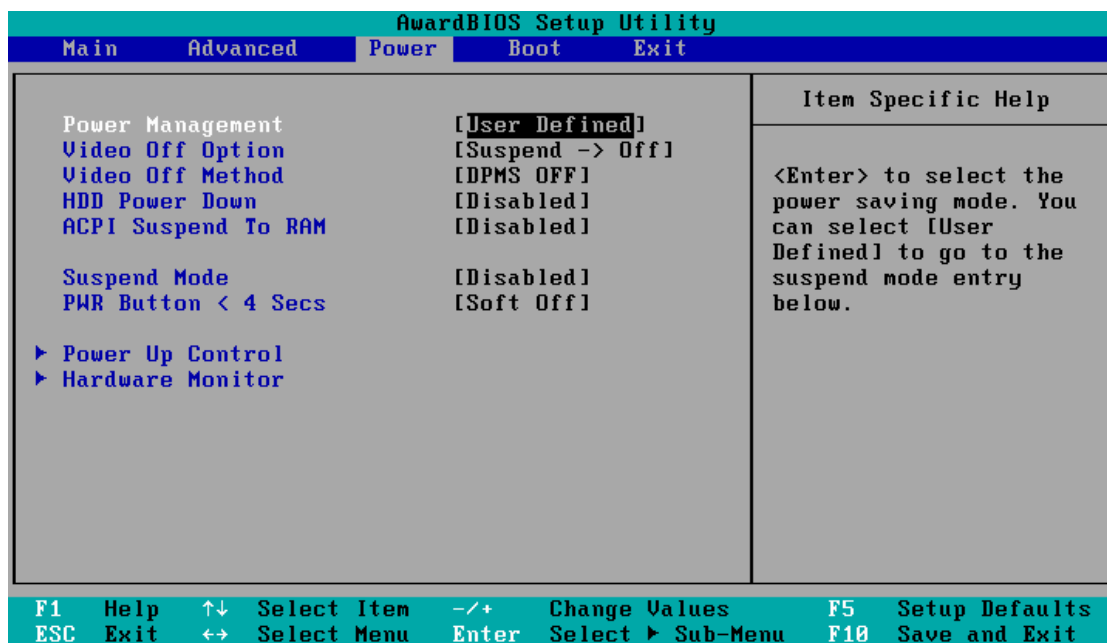 AwardBIOS Setup Utility
Main Advanced Power Boot Exit
Power Management [User Defined]
Video Off Option [Suspend -> Off]
Video Off Method [DPMS OFF]
HDD Power Down [Disabled]
ACPI Suspend To RAM [Disabled]
Suspend Mode [Disabled]
PWR Button < 4 Secs [Soft Off]
▶ Power Up Control
▶ Hardware Monitor
Item Specific Help
<Enter> to select the
power saving mode. You
can select [User
Defined] to go to the
suspend mode entry
below.
F1 Help ↑↓ Select Item -/+ Change Values F5 Setup Defaults
ESC Exit ↔ Select Menu Enter Select ▶ Sub-Menu F10 Save and Exit